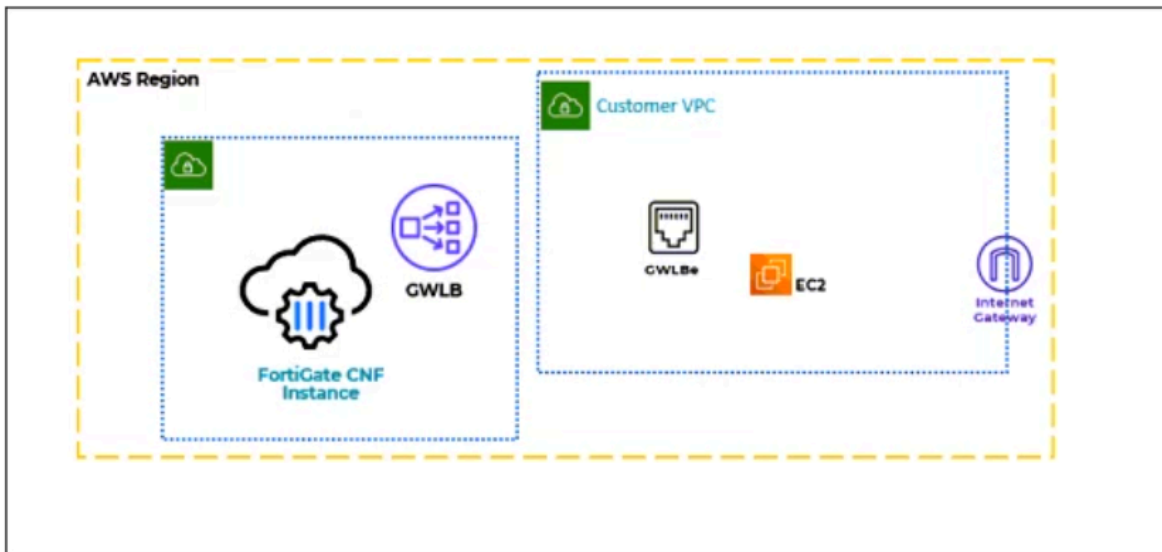 AWS Region
Customer VPC
GWLB
GWLBe
EC2
Internet
Gateway
FortiGate CNF
Instance